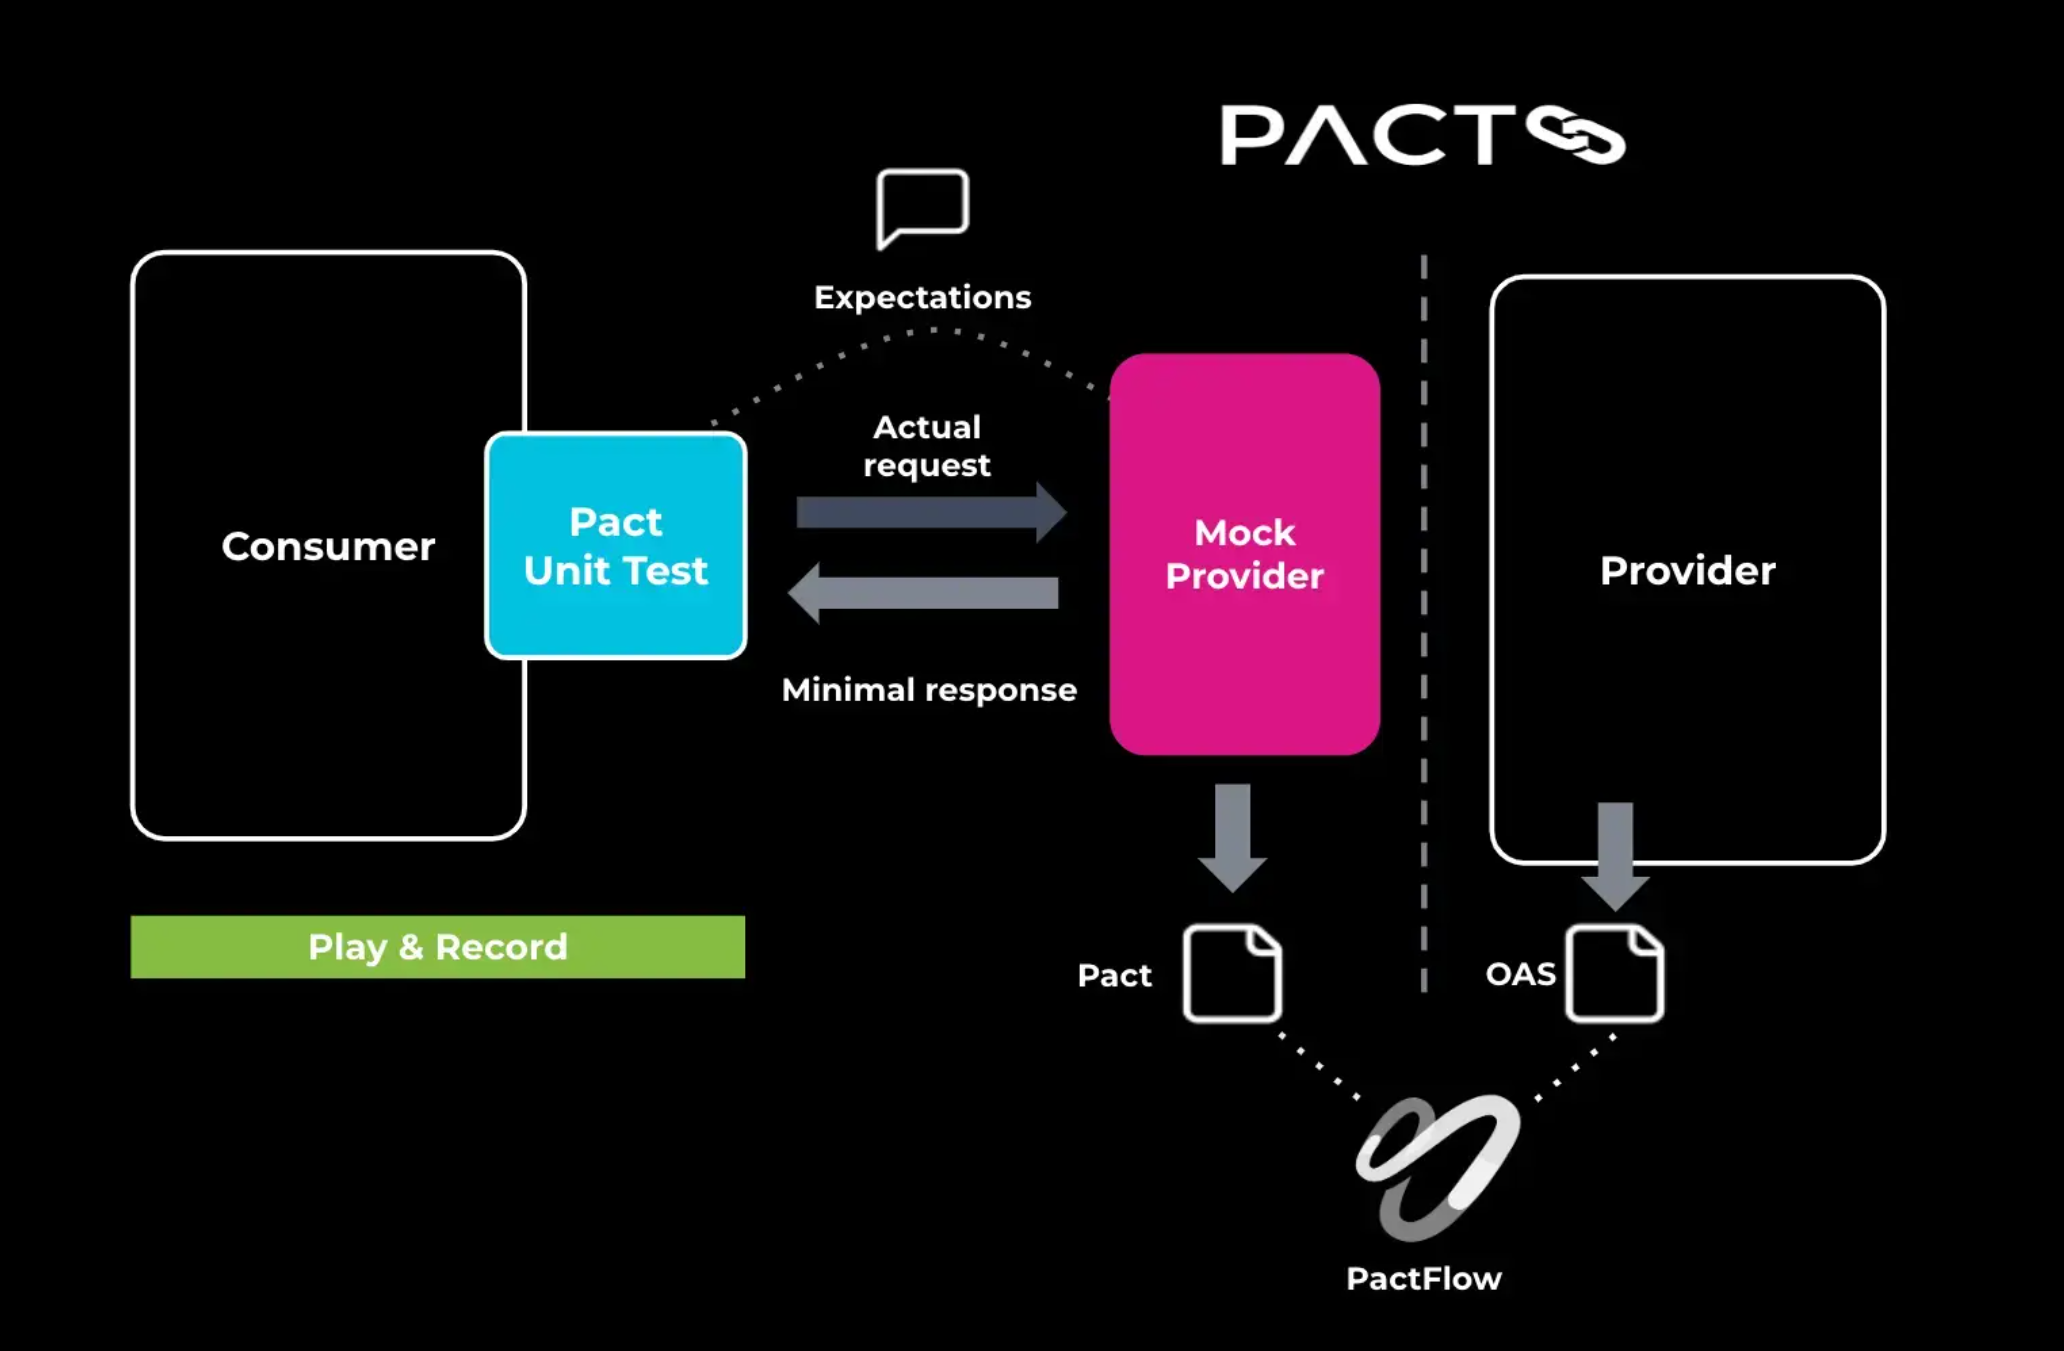 PACT
Expectations
Actual
request
Consumer
Pact
Unit Test
Mock
Provider
Provider
Minimal response
Play & Record
Pact
OAS
PactFlow